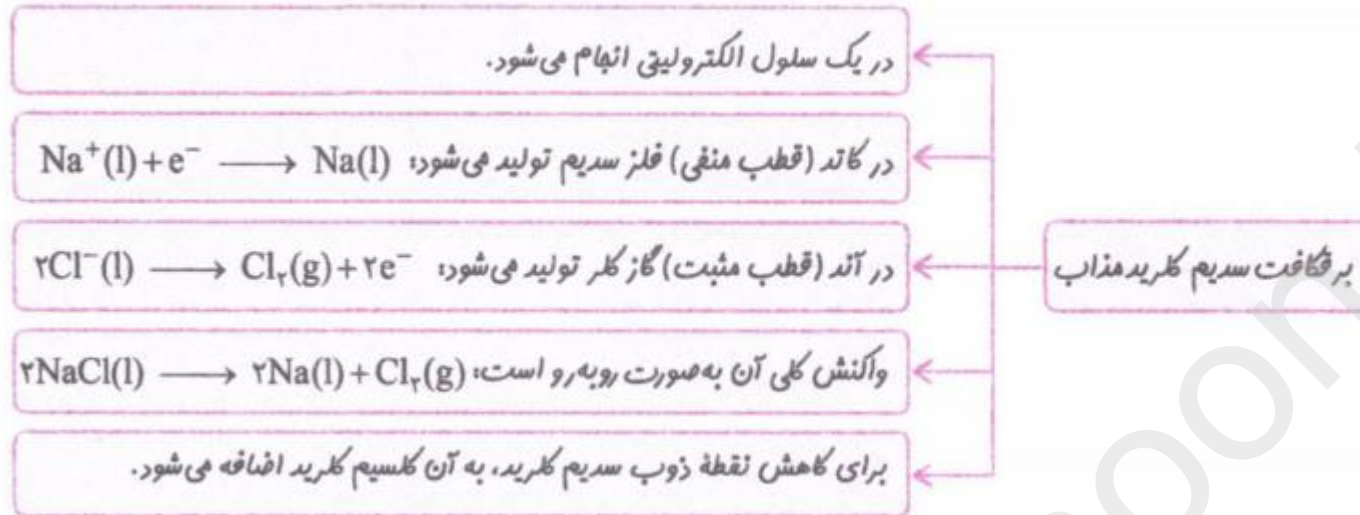 برقکافت سدیم کلرید مذاب
در یک سلول الکترولیتی انجام می‌شود.
در کاتد (قطب منفی) فلز سدیم تولید می‌شود: Na⁺(l) + e⁻ ⟶ Na(l)
در آند (قطب مثبت) گاز کلر تولید می‌شود: ۲Cl⁻(l) ⟶ Cl₂(g) + ۲e⁻
واکنش کلی آن به‌صورت روبه‌رو است: ۲NaCl(l) ⟶ ۲Na(l) + Cl₂(g)
برای کاهش نقطهٔ ذوب سدیم کلرید، به آن کلسیم کلرید اضافه می‌شود.